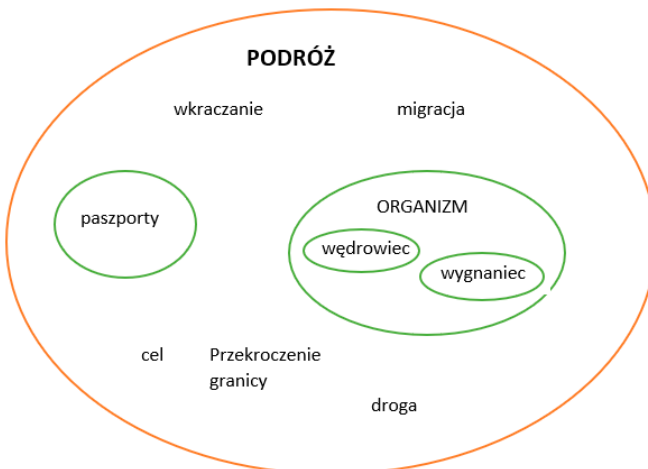 PODRÓŻ
wkraczanie
migracja
paszporty
ORGANIZM
wędrowiec
wygnaniec
cel
Przekroczenie
granicy
droga